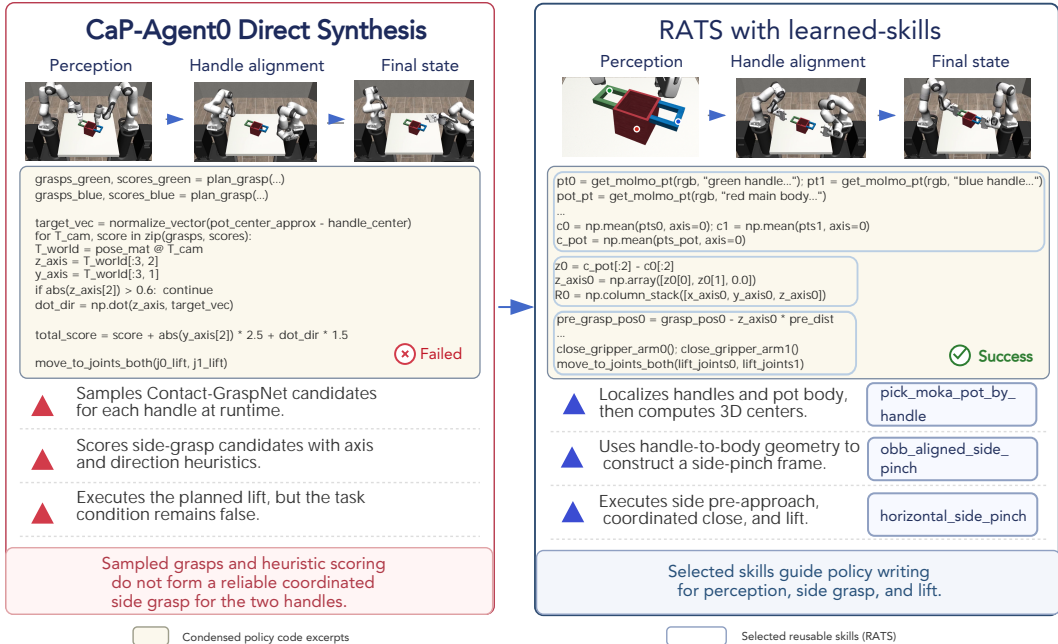 CaP-Agent0 Direct Synthesis
Perception
Handle alignment
Final state
grasps_green, scores_green = plan_grasp(...)
grasps_blue, scores_blue = plan_grasp(...)
target_vec = normalize_vector(pot_center_approx - handle_center)
for T_cam, score in zip(grasps, scores):
T_world = pose_mat @ T_cam
z_axis = T_world[:3, 2]
y_axis = T_world[:3, 1]
if abs(z_axis[2]) > 0.6: continue
dot_dir = np.dot(z_axis, target_vec)
total_score = score + abs(y_axis[2]) * 2.5 + dot_dir * 1.5
move_to_joints_both(j0_lift, j1_lift)
Failed
Samples Contact-GraspNet candidates
for each handle at runtime.
Scores side-grasp candidates with axis
and direction heuristics.
Executes the planned lift, but the task
condition remains false.
Sampled grasps and heuristic scoring
do not form a reliable coordinated
side grasp for the two handles.
Condensed policy code excerpts
RATS with learned-skills
Perception
Handle alignment
Final state
pt0 = get_molmo_pt(rgb, "green handle..."); pt1 = get_molmo_pt(rgb, "blue handle...")
pot_pt = get_molmo_pt(rgb, "red main body...")
...
c0 = np.mean(pts0, axis=0); c1 = np.mean(pts1, axis=0)
c_pot = np.mean(pts_pot, axis=0)
z0 = c_pot[:2] - c0[:2]
z_axis0 = np.array([z0[0], z0[1], 0.0])
R0 = np.column_stack([x_axis0, y_axis0, z_axis0])
pre_grasp_pos0 = grasp_pos0 - z_axis0 * pre_dist
...
close_gripper_arm0(); close_gripper_arm1()
move_to_joints_both(lift_joints0, lift_joints1)
Success
Localizes handles and pot body,
then computes 3D centers.
pick_moka_pot_by_
handle
Uses handle-to-body geometry to
construct a side-pinch frame.
obb_aligned_side_
pinch
Executes side pre-approach,
coordinated close, and lift.
horizontal_side_pinch
Selected skills guide policy writing
for perception, side grasp, and lift.
Selected reusable skills (RATS)